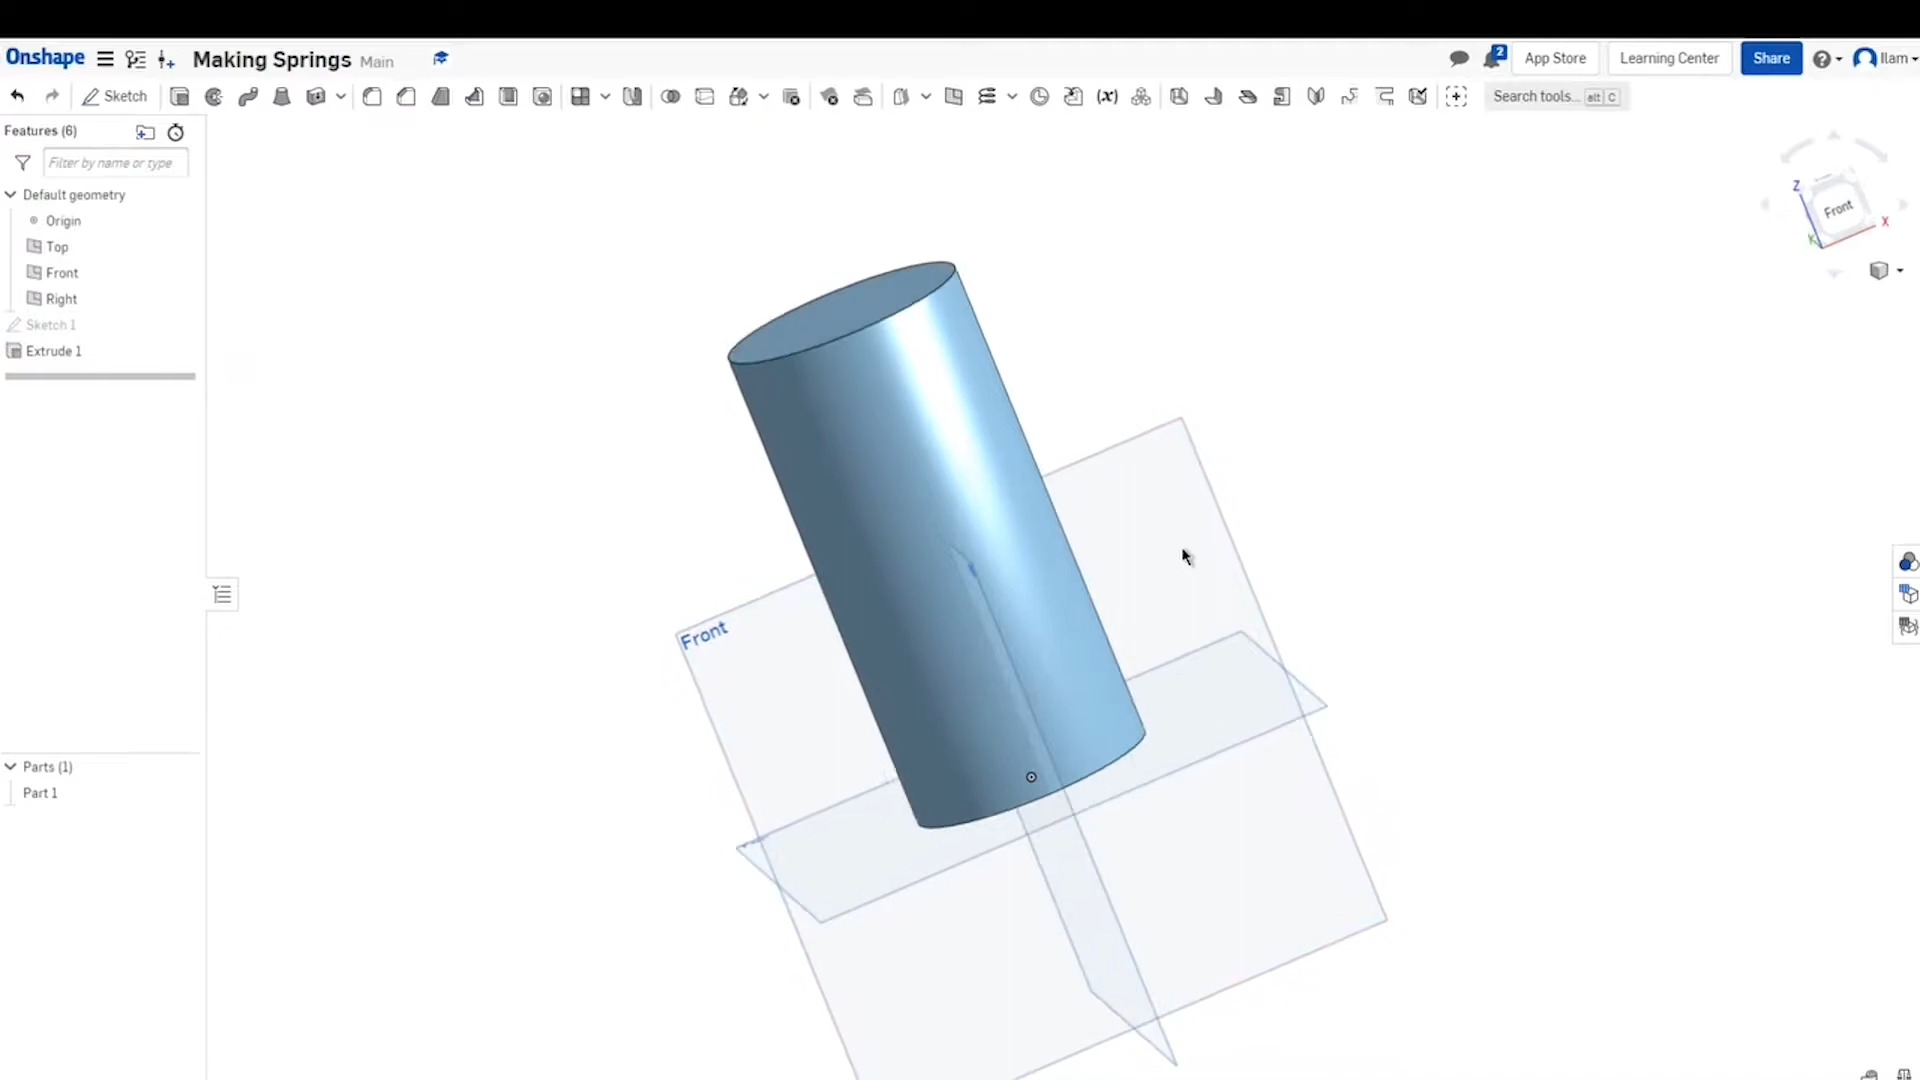 Onshape Making Springs Main 2 App Store Learning Center Share Ilam
Sketch (x) Search tools... alt C
Features (6)
Filter by name or type
Default geometry
Origin
Top
Front
Right
Sketch 1
Extrude 1
Parts (1)
Part 1
Front
Z
Front
X